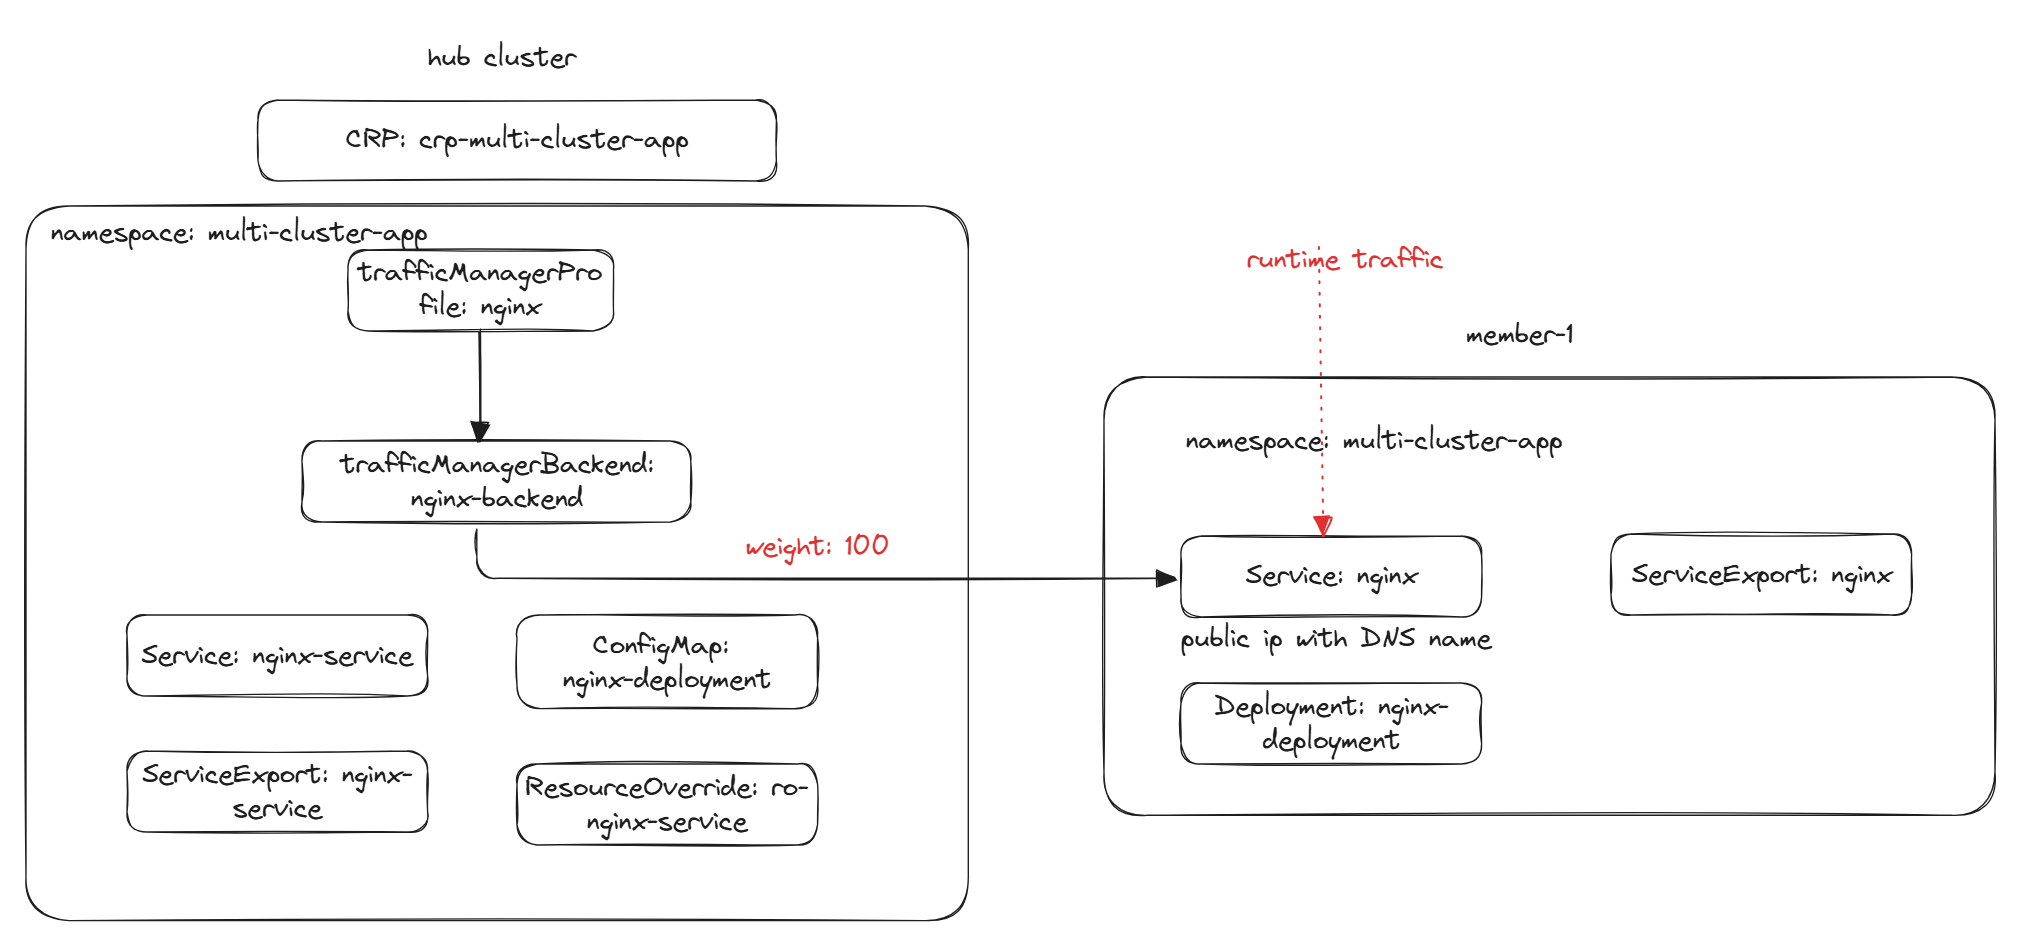 hub cluster
CRP: crp-multi-cluster-app
namespace: multi-cluster-app
trafficManagerPro
file: nginx
trafficManagerBackend:
nginx-backend
weight: 100
Service: nginx-service
ConfigMap:
nginx-deployment
ServiceExport: nginx-
service
ResourceOverride: ro-
nginx-service
runtime traffic
member-1
namespace: multi-cluster-app
Service: nginx
ServiceExport: nginx
public ip with DNS name
Deployment: nginx-
deployment